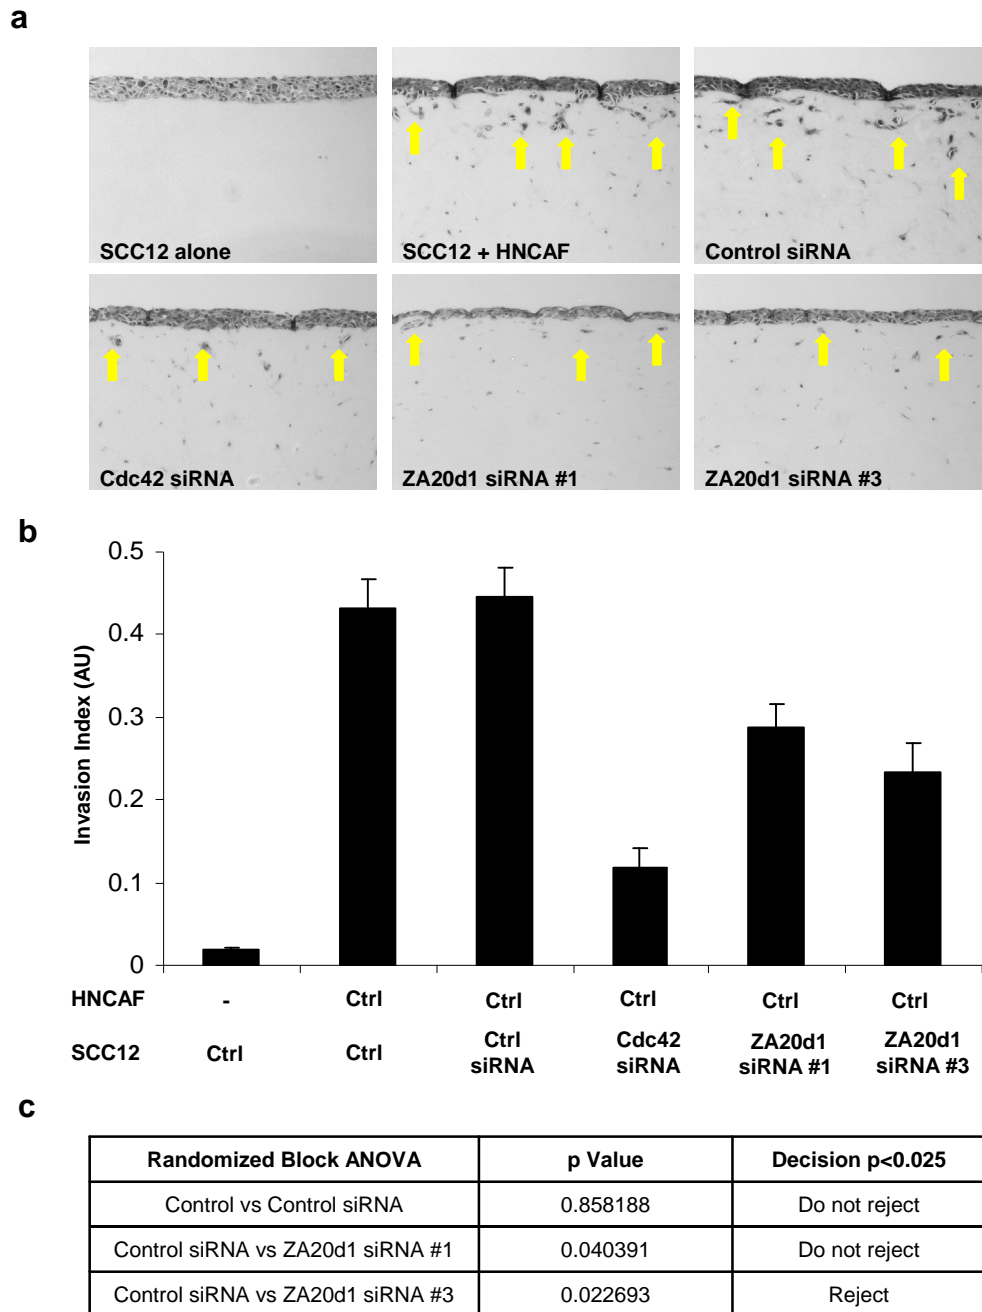 a
SCC12 alone
SCC12 + HNCAF
Control siRNA
Cdc42 siRNA
ZA20d1 siRNA #1
ZA20d1 siRNA #3
b
Invasion Index (AU)
0.5
0.4
0.3
0.2
0.1
0
HNCAF - Ctrl Ctrl Ctrl Ctrl Ctrl
SCC12 Ctrl Ctrl Ctrl siRNA Cdc42 siRNA ZA20d1 siRNA #1 ZA20d1 siRNA #3
c
Randomized Block ANOVA p Value Decision p<0.025
Control vs Control siRNA 0.858188 Do not reject
Control siRNA vs ZA20d1 siRNA #1 0.040391 Do not reject
Control siRNA vs ZA20d1 siRNA #3 0.022693 Reject